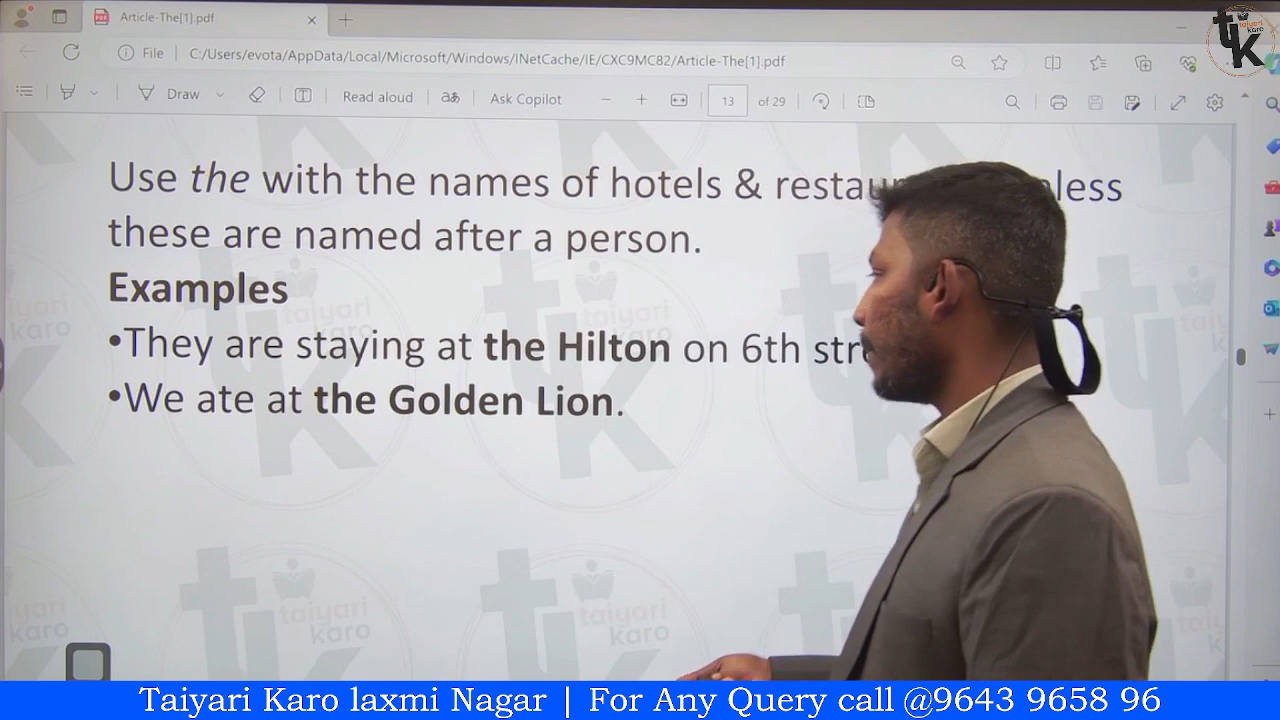 Article-The[1].pdf
File C:/Users/evota/AppData/Local/Microsoft/Windows/INetCache/IE/CXC9MC82/Article-The[1].pdf
Draw Read aloud Ask Copilot 13 of 29
Use the with the names of hotels &
these are named after a person.
Examples
•They are staying at the Hilton on 6th
•We ate at the Golden Lion.
taiyari karo
Taiyari Karo laxmi Nagar | For Any Query call @9643 9658 96